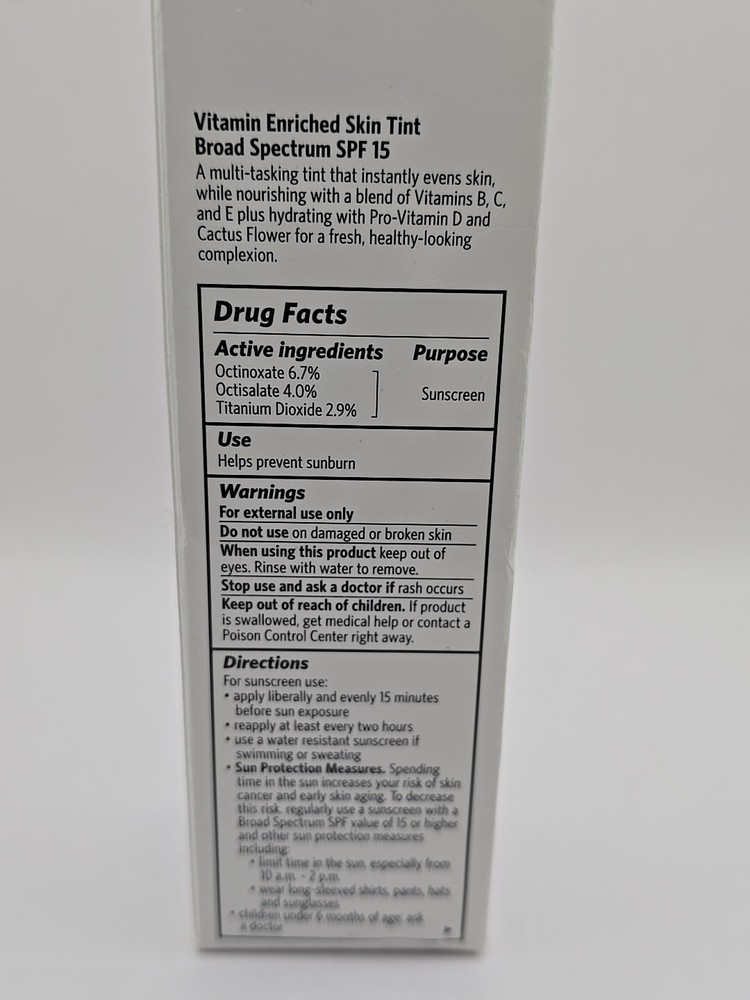 Vitamin Enriched Skin Tint
Broad Spectrum SPF 15
A multi-tasking tint that instantly evens skin,
while nourishing with a blend of Vitamins B, C,
and E plus hydrating with Pro-Vitamin D and
Cactus Flower for a fresh, healthy-looking
complexion.
Drug Facts
Active ingredients Purpose
Octinoxate 6.7%
Octisalate 4.0% Sunscreen
Titanium Dioxide 2.9%
Use
Helps prevent sunburn
Warnings
For external use only
Do not use on damaged or broken skin
When using this product keep out of
eyes. Rinse with water to remove.
Stop use and ask a doctor if rash occurs
Keep out of reach of children. If product
is swallowed, get medical help or contact a
Poison Control Center right away.
Directions
For sunscreen use:
• apply liberally and evenly 15 minutes
before sun exposure
• reapply at least every two hours
• use a water resistant sunscreen if
swimming or sweating
• Sun Protection Measures. Spending
time in the sun increases your risk of skin
cancer and early skin aging. To decrease
this risk, regularly use a sunscreen with a
Broad Spectrum SPF value of 15 or higher
and other sun protection measures
including:
• limit time in the sun, especially from
10 a.m. - 2 p.m.
• wear long-sleeved shirts, pants, hats
and sunglasses
• children under 6 months of age: ask
a doctor